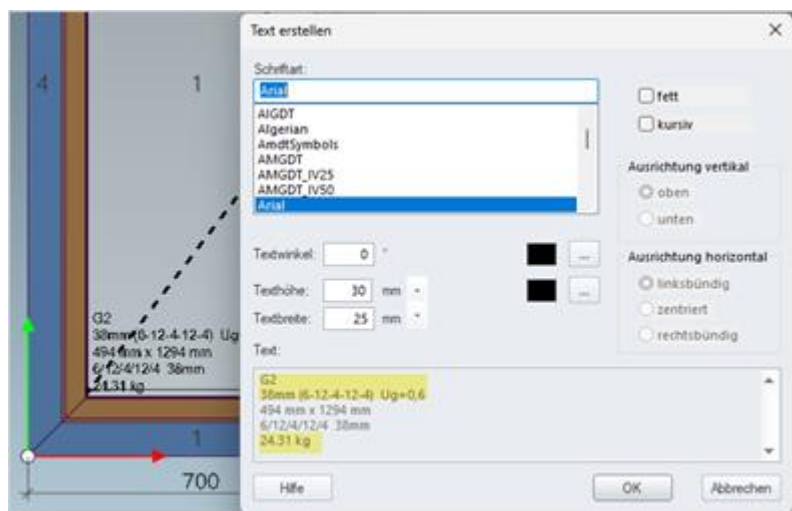 Text erstellen
Schriftart:
Arial
AIGDT
Algerian
AmdtSymbols
AMGDT
AMGDT_IV25
AMGDT_IV50
Arial
fett
kursiv
Ausrichtung vertikal
oben
unten
Textwinkel: 0 °
Texthöhe: 30 mm
Textbreite: 25 mm
...
...
Ausrichtung horizontal
linksbündig
zentriert
rechtsbündig
Text:
G2
38mm (6-12-4-12-4) Ug=0,6
494 mm x 1294 mm
6/12/4/12/4 38mm
24.31 kg
Hilfe
OK
Abbrechen
4
1
G2
38mm (6-12-4-12-4) Ug
494 mm x 1294 mm
6/12/4/12/4 38mm
24.31 kg
1
700